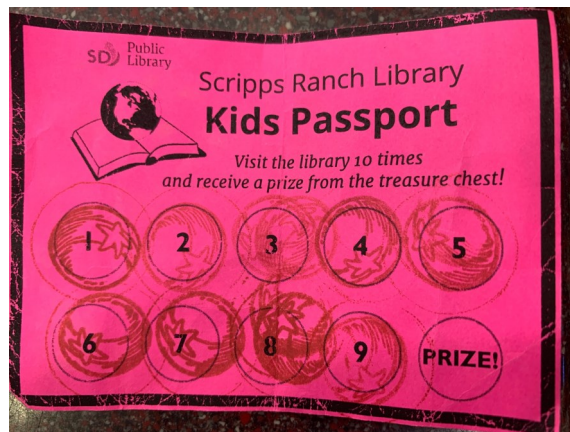 SD Public
Library
Scripps Ranch Library
Kids Passport
Visit the library 10 times
and receive a prize from the treasure chest!
1 2 3 4 5
6 7 8 9 PRIZE!